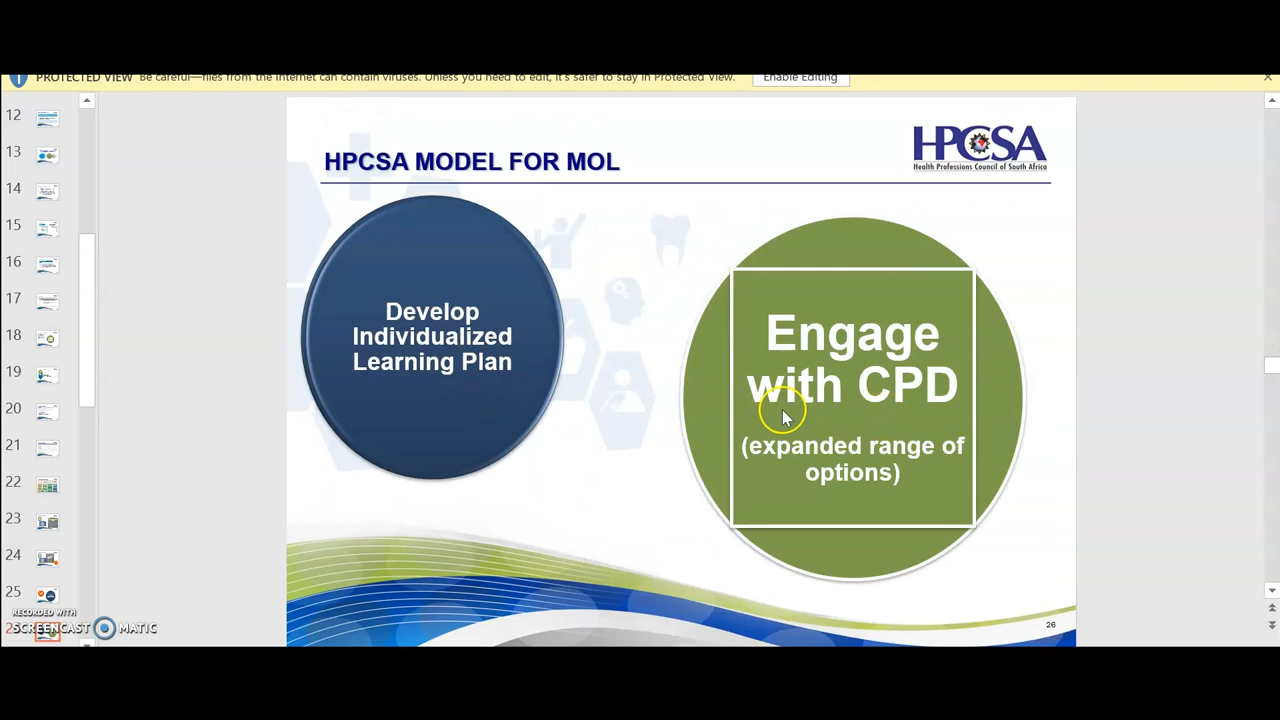 PROTECTED VIEW Be careful—files from the Internet can contain viruses. Unless you need to edit, it's safer to stay in Protected View. Enable Editing
12
13
14
15
16
17
18
19
20
21
22
23
24
25
HPCSA MODEL FOR MOL
HPCSA
Health Professions Council of South Africa
Develop
Individualized
Learning Plan
Engage
with CPD
(expanded range of
options)
26
RECORDED WITH
SCREENCAST MATIC